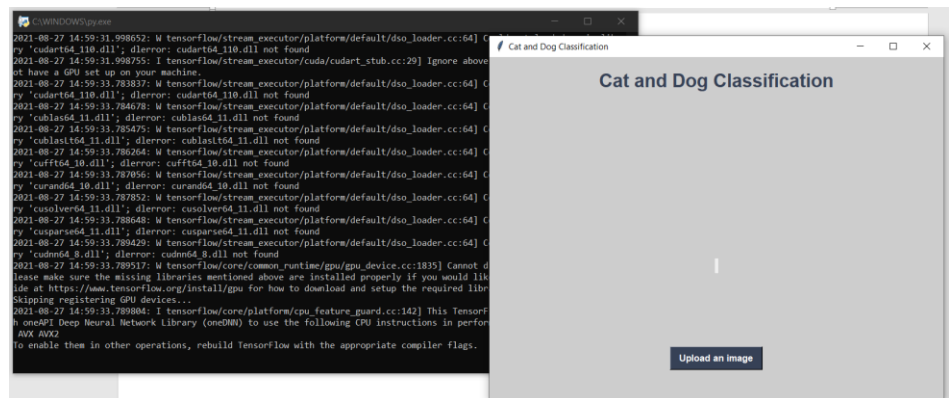 C:\WINDOWS\py.exe
2021-08-27 14:59:31.998652: W tensorflow/stream_executor/platform/default/dso_loader.cc:64]
ry 'cudart64_110.dll'; dlerror: cudart64_110.dll not found
2021-08-27 14:59:31.998755: I tensorflow/stream_executor/cuda/cudart_stub.cc:29] Ignore above
ot have a GPU set up on your machine.
2021-08-27 14:59:33.783837: W tensorflow/stream_executor/platform/default/dso_loader.cc:64] C
ry 'cudart64_110.dll'; dlerror: cudart64_110.dll not found
2021-08-27 14:59:33.784678: W tensorflow/stream_executor/platform/default/dso_loader.cc:64] C
ry 'cublas64_11.dll'; dlerror: cublas64_11.dll not found
2021-08-27 14:59:33.785475: W tensorflow/stream_executor/platform/default/dso_loader.cc:64] C
ry 'cublasLt64_11.dll'; dlerror: cublasLt64_11.dll not found
2021-08-27 14:59:33.786264: W tensorflow/stream_executor/platform/default/dso_loader.cc:64] C
ry 'cufft64_10.dll'; dlerror: cufft64_10.dll not found
2021-08-27 14:59:33.787056: W tensorflow/stream_executor/platform/default/dso_loader.cc:64] C
ry 'curand64_10.dll'; dlerror: curand64_10.dll not found
2021-08-27 14:59:33.787852: W tensorflow/stream_executor/platform/default/dso_loader.cc:64] C
ry 'cusolver64_11.dll'; dlerror: cusolver64_11.dll not found
2021-08-27 14:59:33.788648: W tensorflow/stream_executor/platform/default/dso_loader.cc:64] C
ry 'cusparse64_11.dll'; dlerror: cusparse64_11.dll not found
2021-08-27 14:59:33.789429: W tensorflow/stream_executor/platform/default/dso_loader.cc:64] C
ry 'cudnn64_8.dll'; dlerror: cudnn64_8.dll not found
2021-08-27 14:59:33.789517: W tensorflow/core/common_runtime/gpu/gpu_device.cc:1835] Cannot d
lease make sure the missing libraries mentioned above are installed properly if you would lik
ide at https://www.tensorflow.org/install/gpu for how to download and setup the required libr
Skipping registering GPU devices...
2021-08-27 14:59:33.789804: I tensorflow/core/platform/cpu_feature_guard.cc:142] This TensorF
h oneAPI Deep Neural Network Library (oneDNN) to use the following CPU instructions in perfor
AVX AVX2
To enable them in other operations, rebuild TensorFlow with the appropriate compiler flags.
Cat and Dog Classification
Cat and Dog Classification
Upload an image